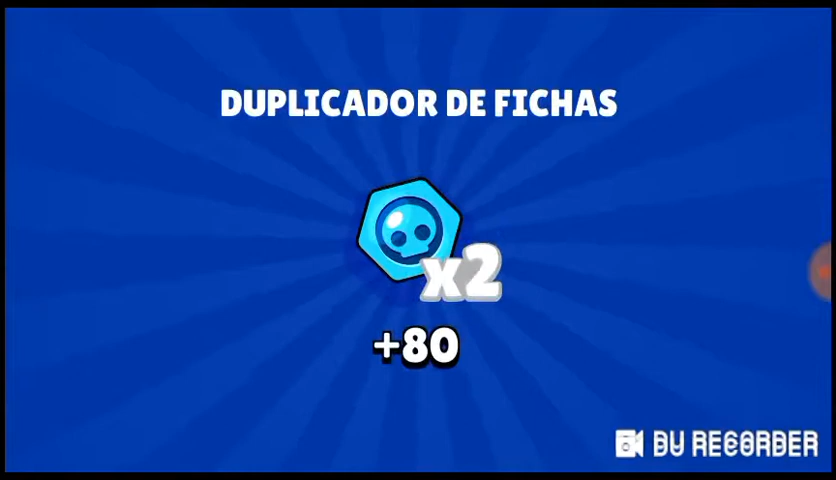 DUPLICADOR DE FICHAS
x2
+80
DU RECORDER